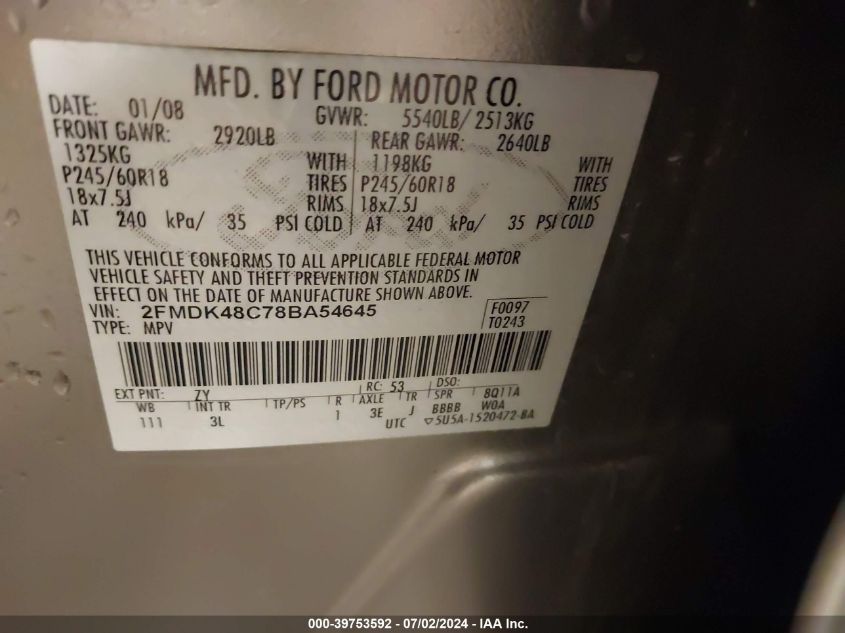 MFD. BY FORD MOTOR CO.
DATE: 01/08 GVWR: 5540LB/ 2513KG
FRONT GAWR: 2920LB REAR GAWR: 2640LB
1325KG WITH 1198KG WITH
P245/60R18 TIRES P245/60R18 TIRES
18x7.5J RIMS 18x7.5J RIMS
AT 240 kPa/ 35 PSI COLD AT 240 kPa/ 35 PSI COLD
THIS VEHICLE CONFORMS TO ALL APPLICABLE FEDERAL MOTOR
VEHICLE SAFETY AND THEFT PREVENTION STANDARDS IN
EFFECT ON THE DATE OF MANUFACTURE SHOWN ABOVE.
VIN: 2FMDK48C78BA54645 F0097
TYPE: MPV T0243
EXT PNT: ZY RC: 53 DSO:
WB INT TR TP/PS R AXLE TR SPR 8Q11A
111 3L 1 3E J BBBB W0A
UTC ▽5U5A-1520472-BA
Ford
000-39753592 - 07/02/2024 - IAA Inc.